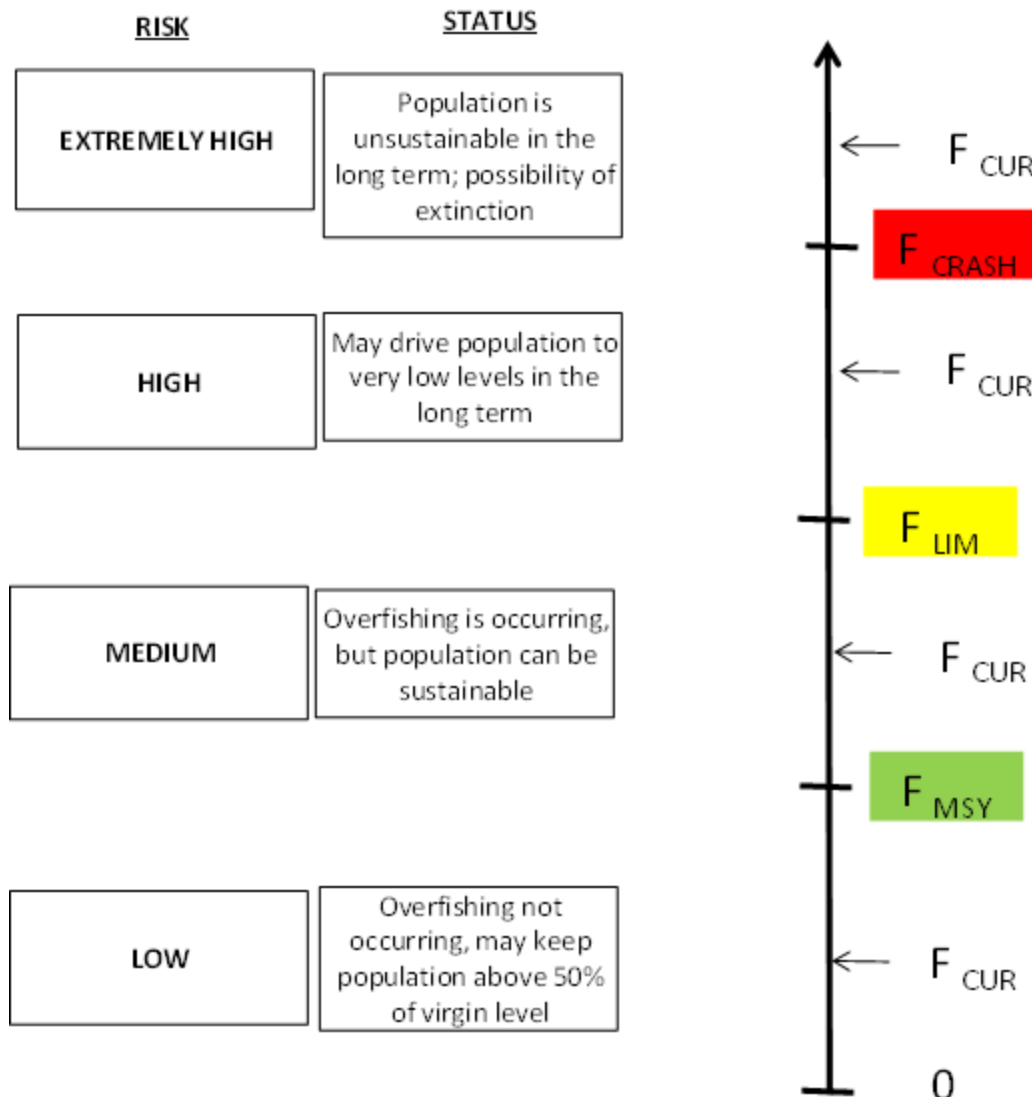 RISK
STATUS
EXTREMELY HIGH
Population is
unsustainable in the
long term; possibility of
extinction
F CUR
F CRASH
HIGH
May drive population to
very low levels in the
long term
F CUR
F LIM
MEDIUM
Overfishing is occurring,
but population can be
sustainable
F CUR
F MSY
LOW
Overfishing not
occurring, may keep
population above 50%
of virgin level
F CUR
0